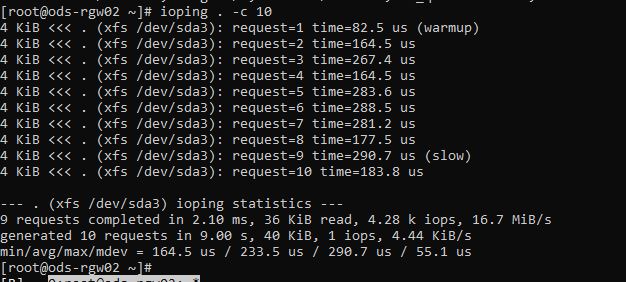 [root@ods-rgw02 ~]# ioping . -c 10
4 KiB <<< . (xfs /dev/sda3): request=1 time=82.5 us (warmup)
4 KiB <<< . (xfs /dev/sda3): request=2 time=164.5 us
4 KiB <<< . (xfs /dev/sda3): request=3 time=267.4 us
4 KiB <<< . (xfs /dev/sda3): request=4 time=164.5 us
4 KiB <<< . (xfs /dev/sda3): request=5 time=283.6 us
4 KiB <<< . (xfs /dev/sda3): request=6 time=288.5 us
4 KiB <<< . (xfs /dev/sda3): request=7 time=281.2 us
4 KiB <<< . (xfs /dev/sda3): request=8 time=177.5 us
4 KiB <<< . (xfs /dev/sda3): request=9 time=290.7 us (slow)
4 KiB <<< . (xfs /dev/sda3): request=10 time=183.8 us
--- . (xfs /dev/sda3) ioping statistics ---
9 requests completed in 2.10 ms, 36 KiB read, 4.28 k iops, 16.7 MiB/s
generated 10 requests in 9.00 s, 40 KiB, 1 iops, 4.44 KiB/s
min/avg/max/mdev = 164.5 us / 233.5 us / 290.7 us / 55.1 us
[root@ods-rgw02 ~]#